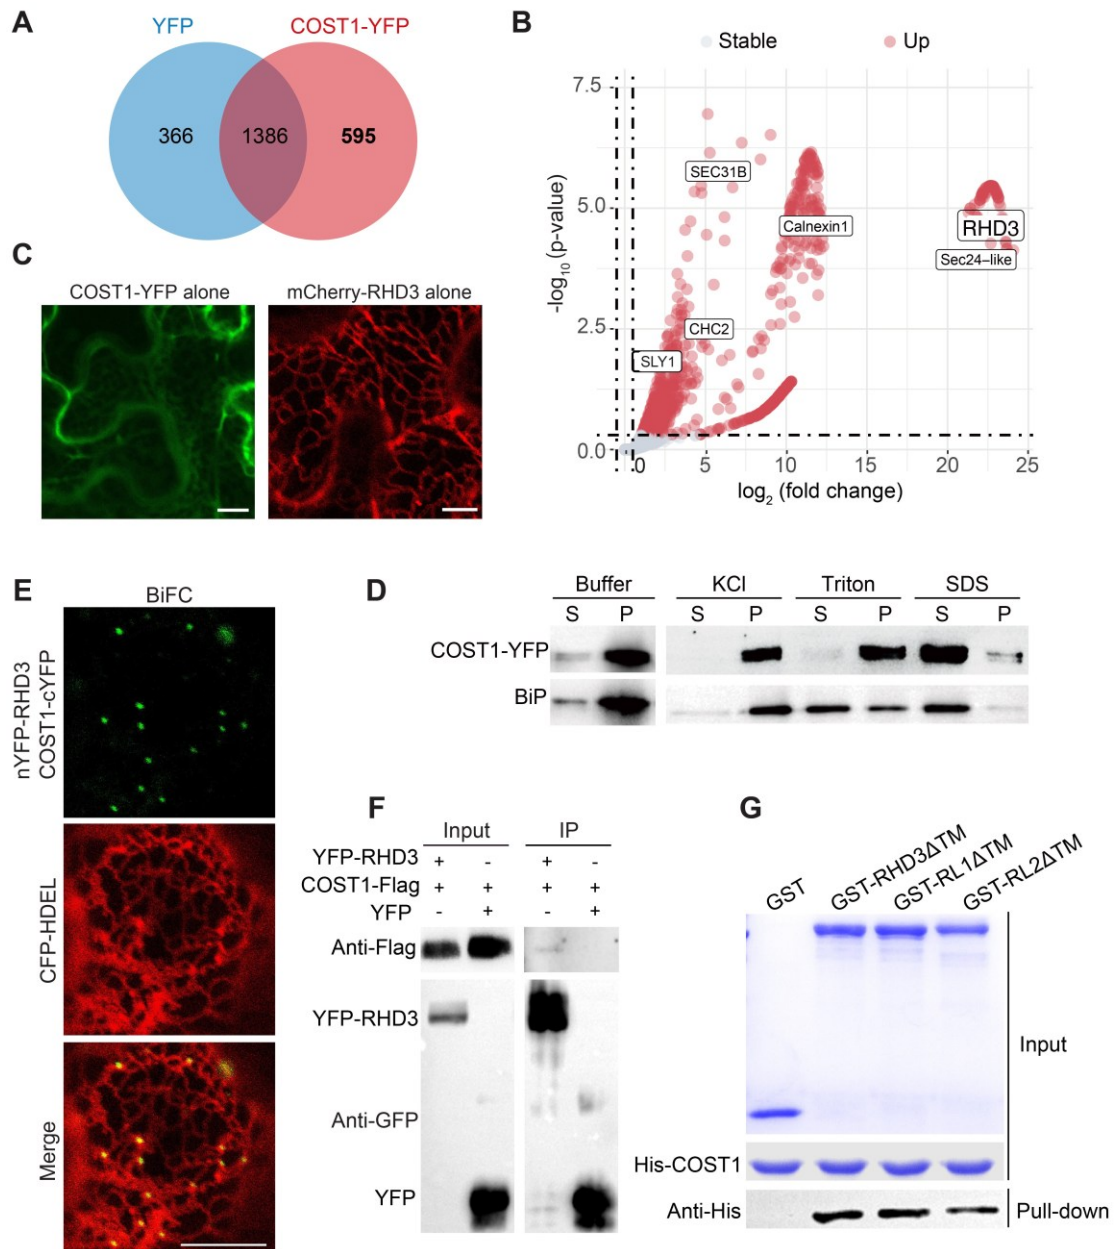 A
YFP
COST1-YFP
366
1386
595
B
Stable
Up
7.5
5.0
2.5
0.0
-log10 (p-value)
SEC31B
Calnexin1
RHD3
Sec24–like
CHC2
SLY1
0
5
10
15
20
25
log2 (fold change)
C
COST1-YFP alone
mCherry-RHD3 alone
D
Buffer
KCl
Triton
SDS
S P S P S P S P
COST1-YFP
BiP
E
BiFC
nYFP-RHD3
COST1-cYFP
CFP-HDEL
Merge
F
Input
IP
YFP-RHD3 + - + -
COST1-Flag + + + +
YFP - + - +
Anti-Flag
YFP-RHD3
Anti-GFP
YFP
G
GST
GST-RHD3ΔTM
GST-RL1ΔTM
GST-RL2ΔTM
Input
His-COST1
Anti-His
Pull-down